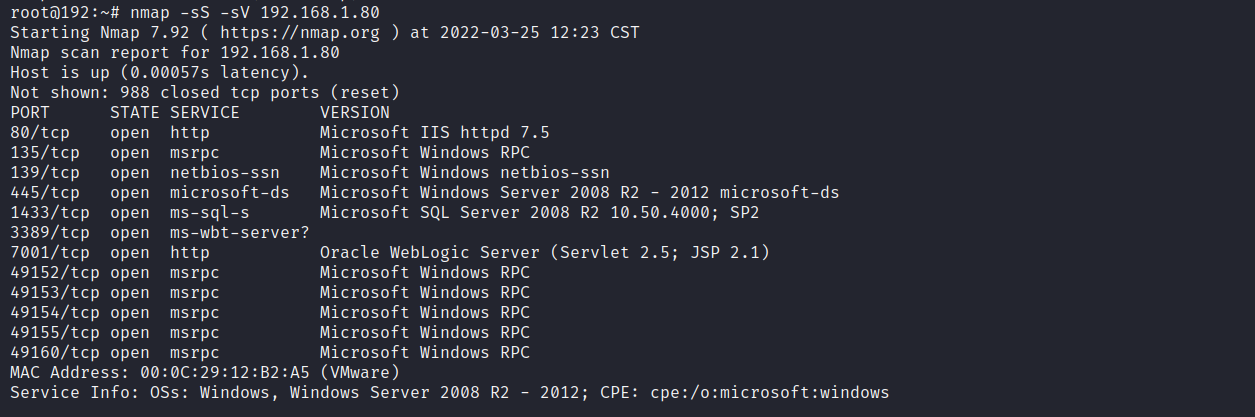 root@192:~# nmap -sS -sV 192.168.1.80
Starting Nmap 7.92 ( https://nmap.org ) at 2022-03-25 12:23 CST
Nmap scan report for 192.168.1.80
Host is up (0.00057s latency).
Not shown: 988 closed tcp ports (reset)
PORT      STATE SERVICE        VERSION
80/tcp    open  http           Microsoft IIS httpd 7.5
135/tcp   open  msrpc          Microsoft Windows RPC
139/tcp   open  netbios-ssn    Microsoft Windows netbios-ssn
445/tcp   open  microsoft-ds   Microsoft Windows Server 2008 R2 - 2012 microsoft-ds
1433/tcp  open  ms-sql-s       Microsoft SQL Server 2008 R2 10.50.4000; SP2
3389/tcp  open  ms-wbt-server?
7001/tcp  open  http           Oracle WebLogic Server (Servlet 2.5; JSP 2.1)
49152/tcp open  msrpc          Microsoft Windows RPC
49153/tcp open  msrpc          Microsoft Windows RPC
49154/tcp open  msrpc          Microsoft Windows RPC
49155/tcp open  msrpc          Microsoft Windows RPC
49160/tcp open  msrpc          Microsoft Windows RPC
MAC Address: 00:0C:29:12:B2:A5 (VMware)
Service Info: OSs: Windows, Windows Server 2008 R2 - 2012; CPE: cpe:/o:microsoft:windows